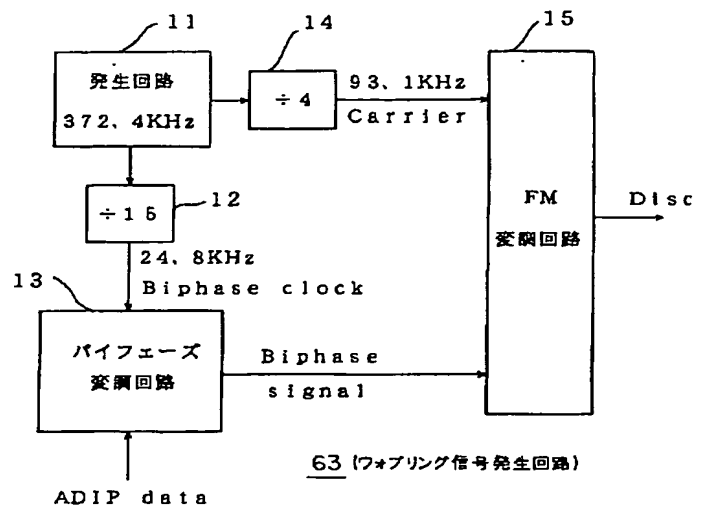 11
発生回路
372、4KHz
14
÷4
93、1KHz
Carrier
15
FM
変調回路
Disc
÷15
12
24、8KHz
Biphase clock
13
バイフェーズ
変調回路
Biphase
signal
ADIP data
63 (ウォブリング信号発生回路)